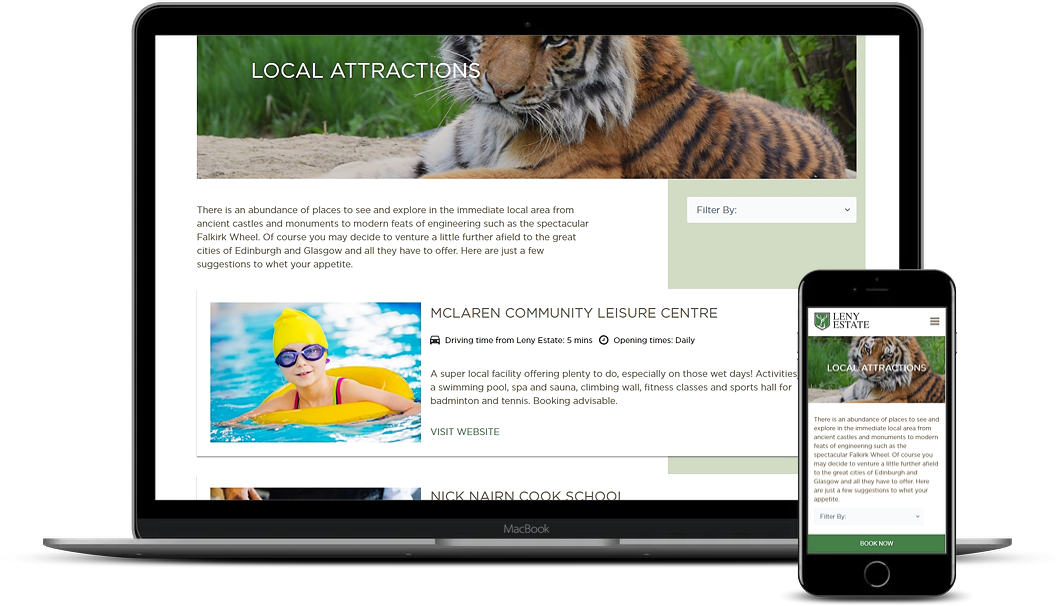 LOCAL ATTRACTIONS
Filter By:
There is an abundance of places to see and explore in the immediate local area from
ancient castles and monuments to modern feats of engineering such as the spectacular
Falkirk Wheel. Of course you may decide to venture a little further afield to the great
cities of Edinburgh and Glasgow and all they have to offer. Here are just a few
suggestions to whet your appetite.
MCLAREN COMMUNITY LEISURE CENTRE
Driving time from Leny Estate: 5 mins Opening times: Daily
A super local facility offering plenty to do, especially on those wet days! Activities
a swimming pool, spa and sauna, climbing wall, fitness classes and sports hall for
badminton and tennis. Booking advisable.
VISIT WEBSITE
NICK NAIRN COOK SCHOOL
MacBook
LENY
ESTATE
LOCAL ATTRACTIONS
There is an abundance of places to see and
explore in the immediate local area from
ancient castles and monuments to modern
feats of engineering such as the
spectacular Falkirk Wheel. Of course you
may decide to venture a little further afield
to the great cities of Edinburgh and
Glasgow and all they have to offer. Here
are just a few suggestions to whet your
appetite.
Filter By:
BOOK NOW